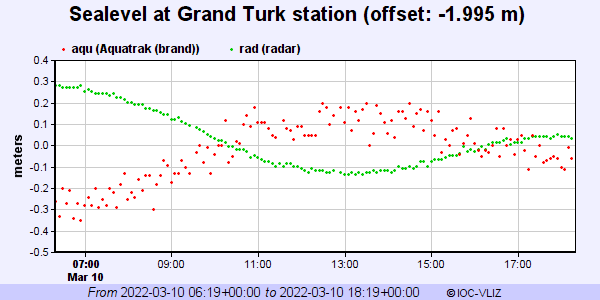 Sealevel at Grand Turk station (offset: -1.995 m)
aqu (Aquatrak (brand)) rad (radar)
0.4
0.3
0.2
0.1
0.0
-0.1
-0.2
-0.3
-0.4
-0.5
meters
07:00 09:00 11:00 13:00 15:00 17:00
Mar 10
From 2022-03-10 06:19+00:00 to 2022-03-10 18:19+00:00 © IOC-VLIZ